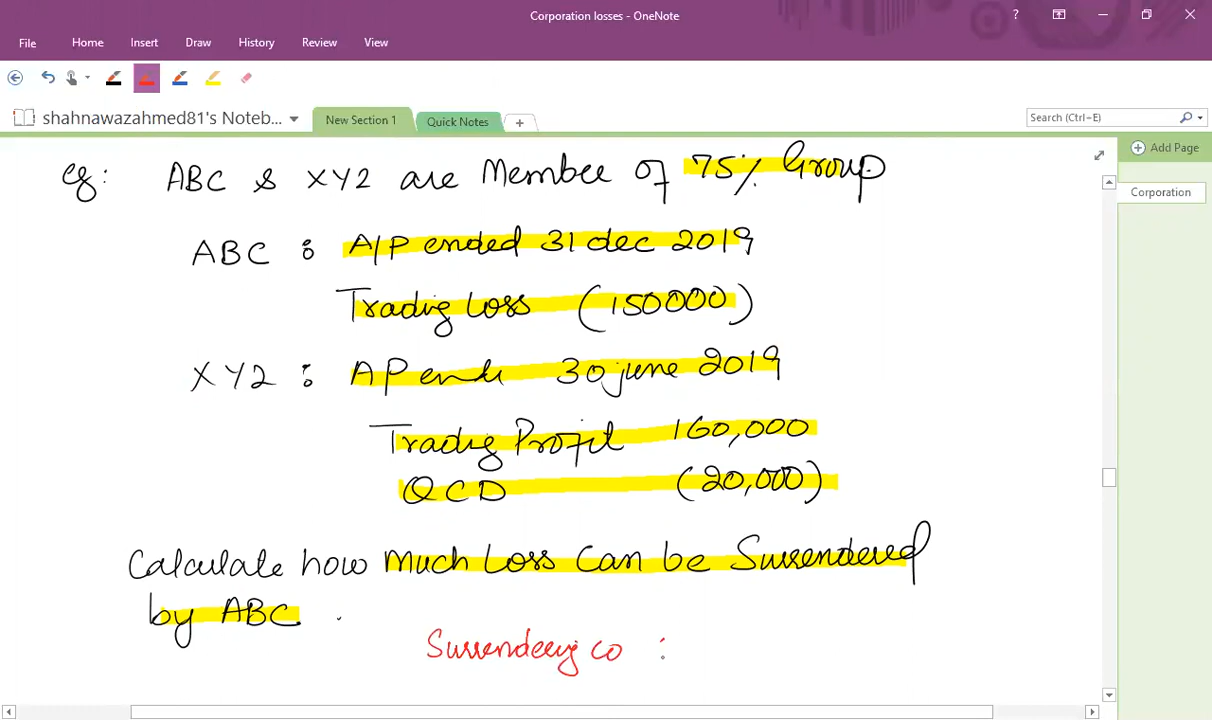 Corporation losses - OneNote
?
File Home Insert Draw History Review View
shahnawazahmed81's Noteb... New Section 1 Quick Notes + Search (Ctrl+E)
Add Page
Corporation
eg: ABC & XYZ are Member of 75% Group
ABC : A/P ended 31 dec 2019
Tradig Loss (150000)
XYZ : AP ends 30 june 2019
Tradig Profit 160,000
QCD (20,000)
Calculate how Much Loss Can be Surrendered
by ABC .
Surrenderig co :